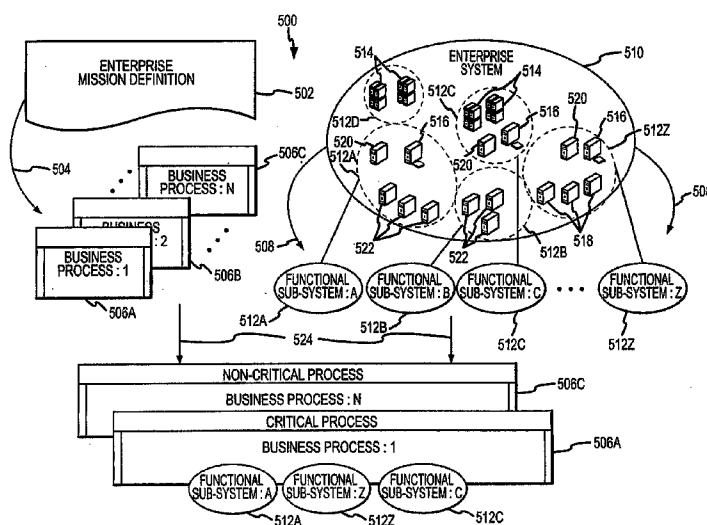 500
ENTERPRISE
MISSION DEFINITION
502
504
506C
BUSINESS
PROCESS : N
BUSINESS
: 2
506B
BUSINESS
PROCESS : 1
506A
510
ENTERPRISE
SYSTEM
514
514
512C
512D
516
516
520
520
520
516
512Z
512A
508
508
522
522
518
512B
FUNCTIONAL
SUB-SYSTEM : A
FUNCTIONAL
SUB-SYSTEM : B
FUNCTIONAL
SUB-SYSTEM : C
FUNCTIONAL
SUB-SYSTEM : Z
512A
512B
512C
512Z
524
NON-CRITICAL PROCESS
BUSINESS PROCESS : N
506C
CRITICAL PROCESS
BUSINESS PROCESS : 1
506A
FUNCTIONAL
SUB-SYSTEM : A
FUNCTIONAL
SUB-SYSTEM : Z
FUNCTIONAL
SUB-SYSTEM : C
512A
512Z
512C